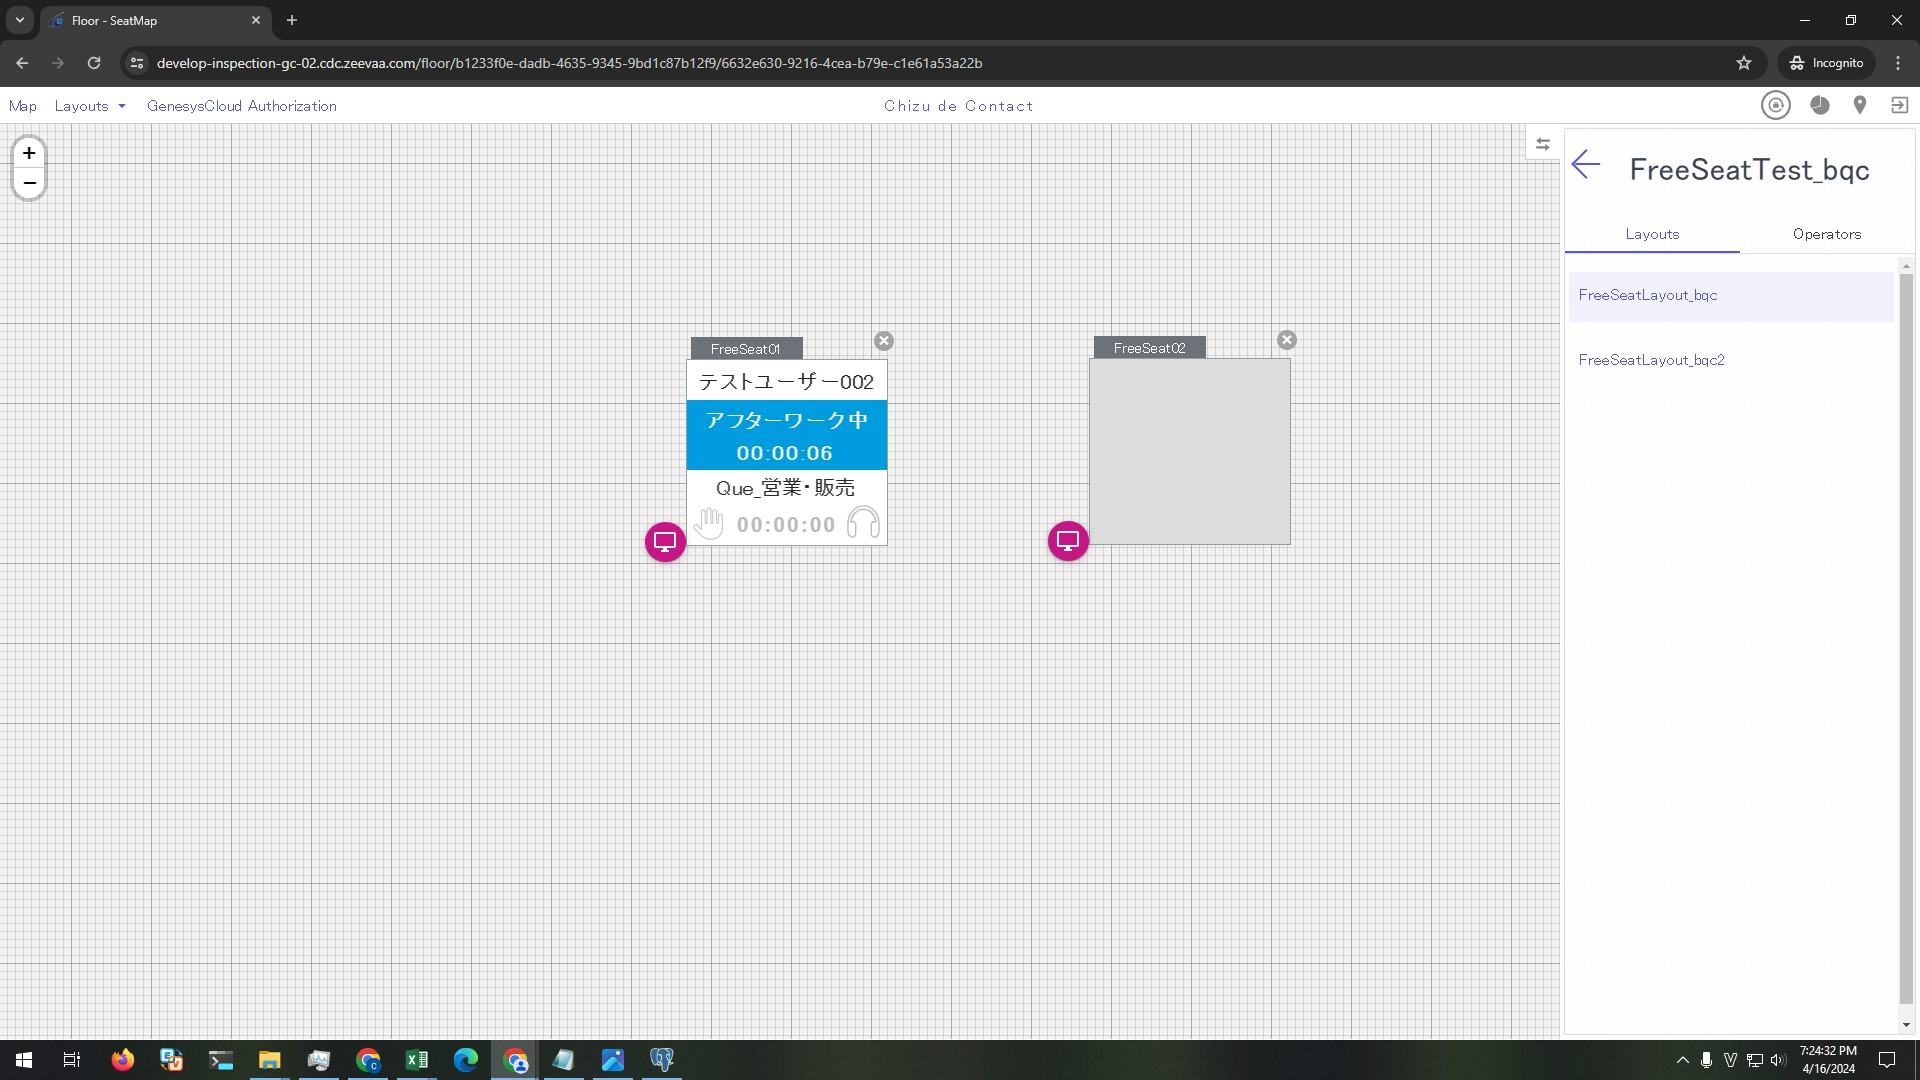 Floor - SeatMap
develop-inspection-gc-02.cdc.zeevaa.com/floor/b1233f0e-dadb-4635-9345-9bd1c87b12f9/6632e630-9216-4cea-b79e-c1e61a53a22b
Incognito
Map
Layouts
GenesysCloud Authorization
Chizu de Contact
+
−
FreeSeatTest_bqc
Layouts
Operators
FreeSeatLayout_bqc
FreeSeatLayout_bqc2
FreeSeat01
テストユーザー002
アフターワーク中
00:00:06
Que_営業・販売
00:00:00
FreeSeat02
7:24:32 PM
4/16/2024